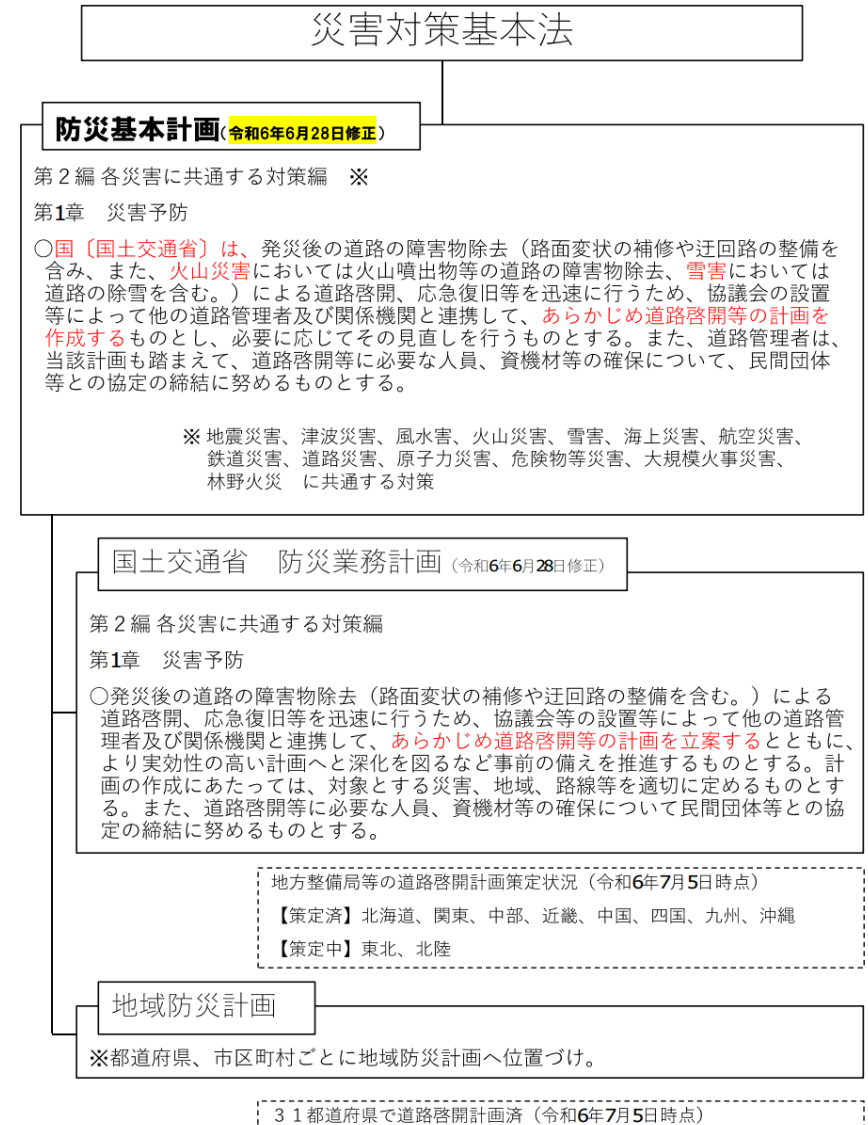 災害対策基本法
防災基本計画(令和6年6月28日修正)
第２編 各災害に共通する対策編　※
第1章　災害予防
○国〔国土交通省〕は、発災後の道路の障害物除去（路面変状の補修や迂回路の整備を
含み、また、火山災害においては火山噴出物等の道路の障害物除去、雪害においては
道路の除雪を含む。）による道路啓開、応急復旧等を迅速に行うため、協議会の設置
等によって他の道路管理者及び関係機関と連携して、あらかじめ道路啓開等の計画を
作成するものとし、必要に応じてその見直しを行うものとする。また、道路管理者は、
当該計画も踏まえて、道路啓開等に必要な人員、資機材等の確保について、民間団体
等との協定の締結に努めるものとする。
※ 地震災害、津波災害、風水害、火山災害、雪害、海上災害、航空災害、
鉄道災害、道路災害、原子力災害、危険物等災害、大規模火事災害、
林野火災　に共通する対策
国土交通省　防災業務計画（令和6年6月28日修正）
第２編 各災害に共通する対策編
第1章　災害予防
○発災後の道路の障害物除去（路面変状の補修や迂回路の整備を含む。）による
道路啓開、応急復旧等を迅速に行うため、協議会等の設置等によって他の道路管
理者及び関係機関と連携して、あらかじめ道路啓開等の計画を立案するとともに、
より実効性の高い計画へと深化を図るなど事前の備えを推進するものとする。計
画の作成にあたっては、対象とする災害、地域、路線等を適切に定めるものとす
る。また、道路啓開等に必要な人員、資機材等の確保について民間団体等との協
定の締結に努めるものとする。
地方整備局等の道路啓開計画策定状況（令和6年7月5日時点）
【策定済】北海道、関東、中部、近畿、中国、四国、九州、沖縄
【策定中】東北、北陸
地域防災計画
※都道府県、市区町村ごとに地域防災計画へ位置づけ。
３１都道府県で道路啓開計画済（令和6年7月5日時点）